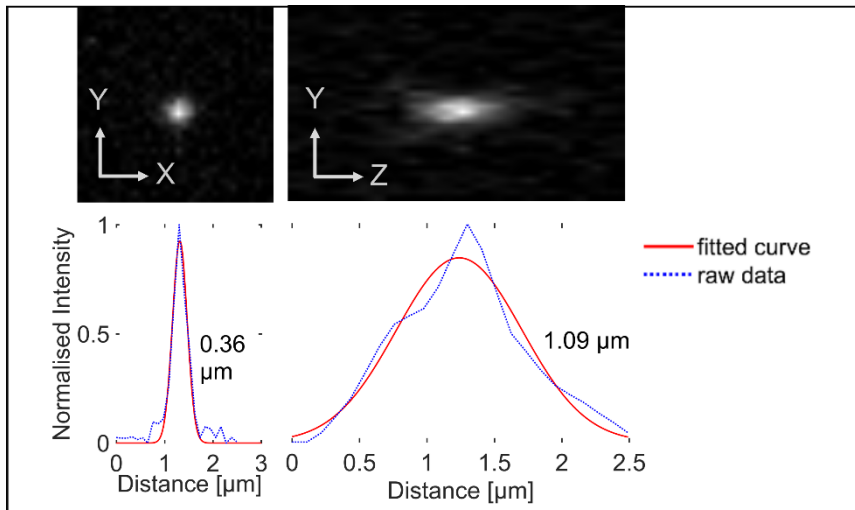 Y
X
Y
Z
Normalised Intensity
1
0.5
0
0.36
µm
0
1
2
3
Distance [µm]
1.09 µm
0
0.5
1
1.5
2
2.5
Distance [µm]
fitted curve
raw data